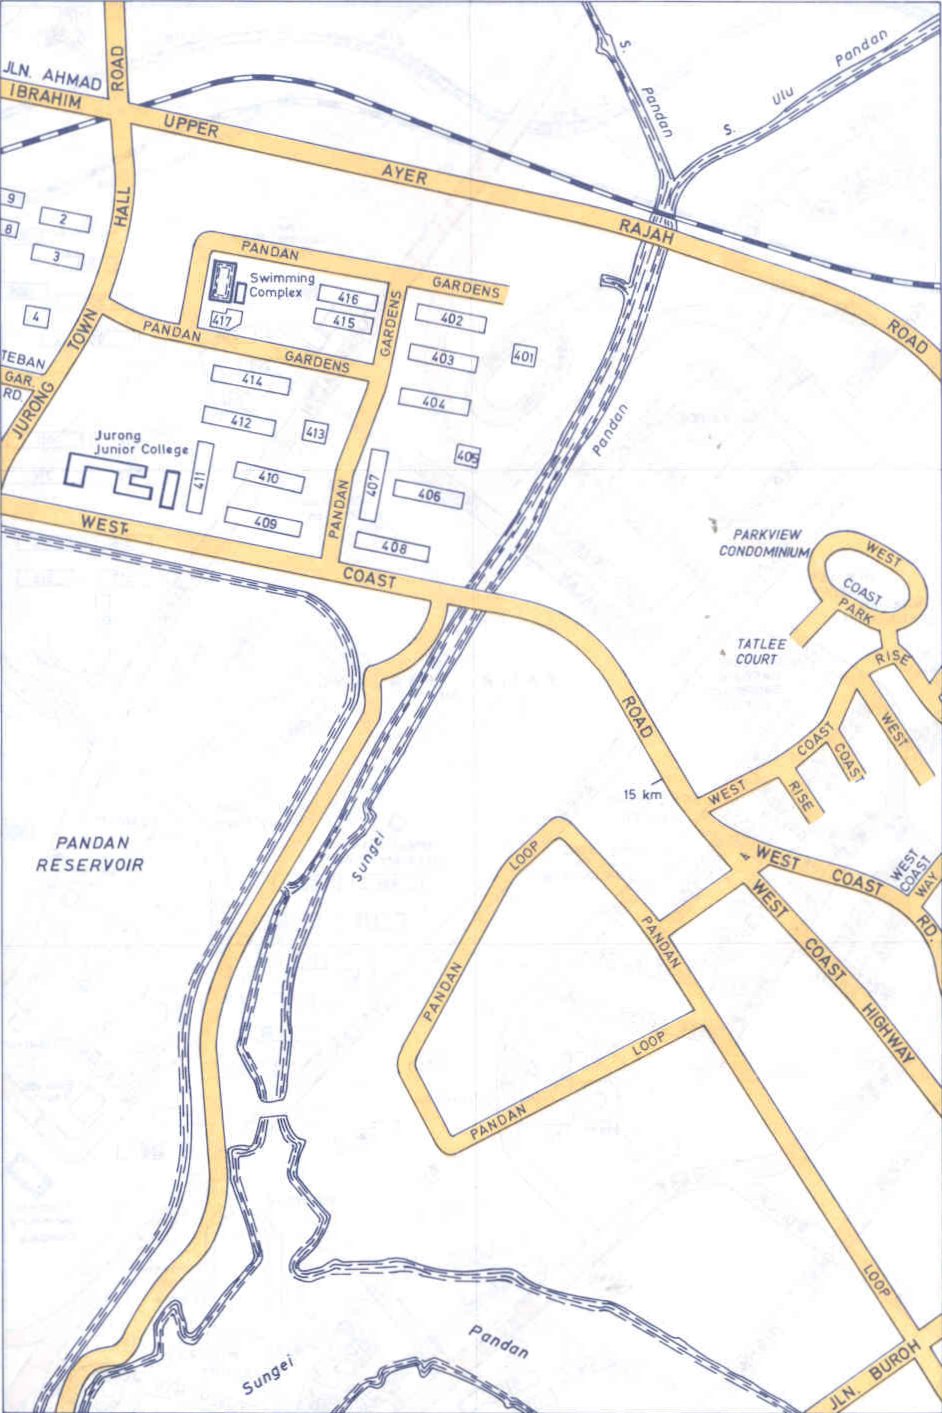 ROAD
JLN. AHMAD
IBRAHIM
UPPER
AYER
RAJAH
ROAD
S.
Pandan
S.
Ulu
Pandan
HALL
TOWN
JURONG
9
8
2
3
4
TEBAN
GAR.
RD.
PANDAN
GARDENS
Swimming
Complex
416
415
417
GARDENS
402
403
401
404
405
406
407
408
PANDAN
GARDENS
414
412
413
411
410
409
PANDAN
Jurong
Junior College
WEST
COAST
ROAD
Pandan
PARKVIEW
CONDOMINIUM
WEST
COAST
PARK
TATLEE
COURT
RISE
WEST
COAST
WEST
COAST
RISE
15 km
PANDAN
RESERVOIR
Sungei
LOOP
PANDAN
PANDAN
LOOP
PANDAN
LOOP
WEST
COAST
RD.
WEST
COAST
WAY
WEST
COAST
HIGHWAY
JLN. BUROH
Sungei
Pandan